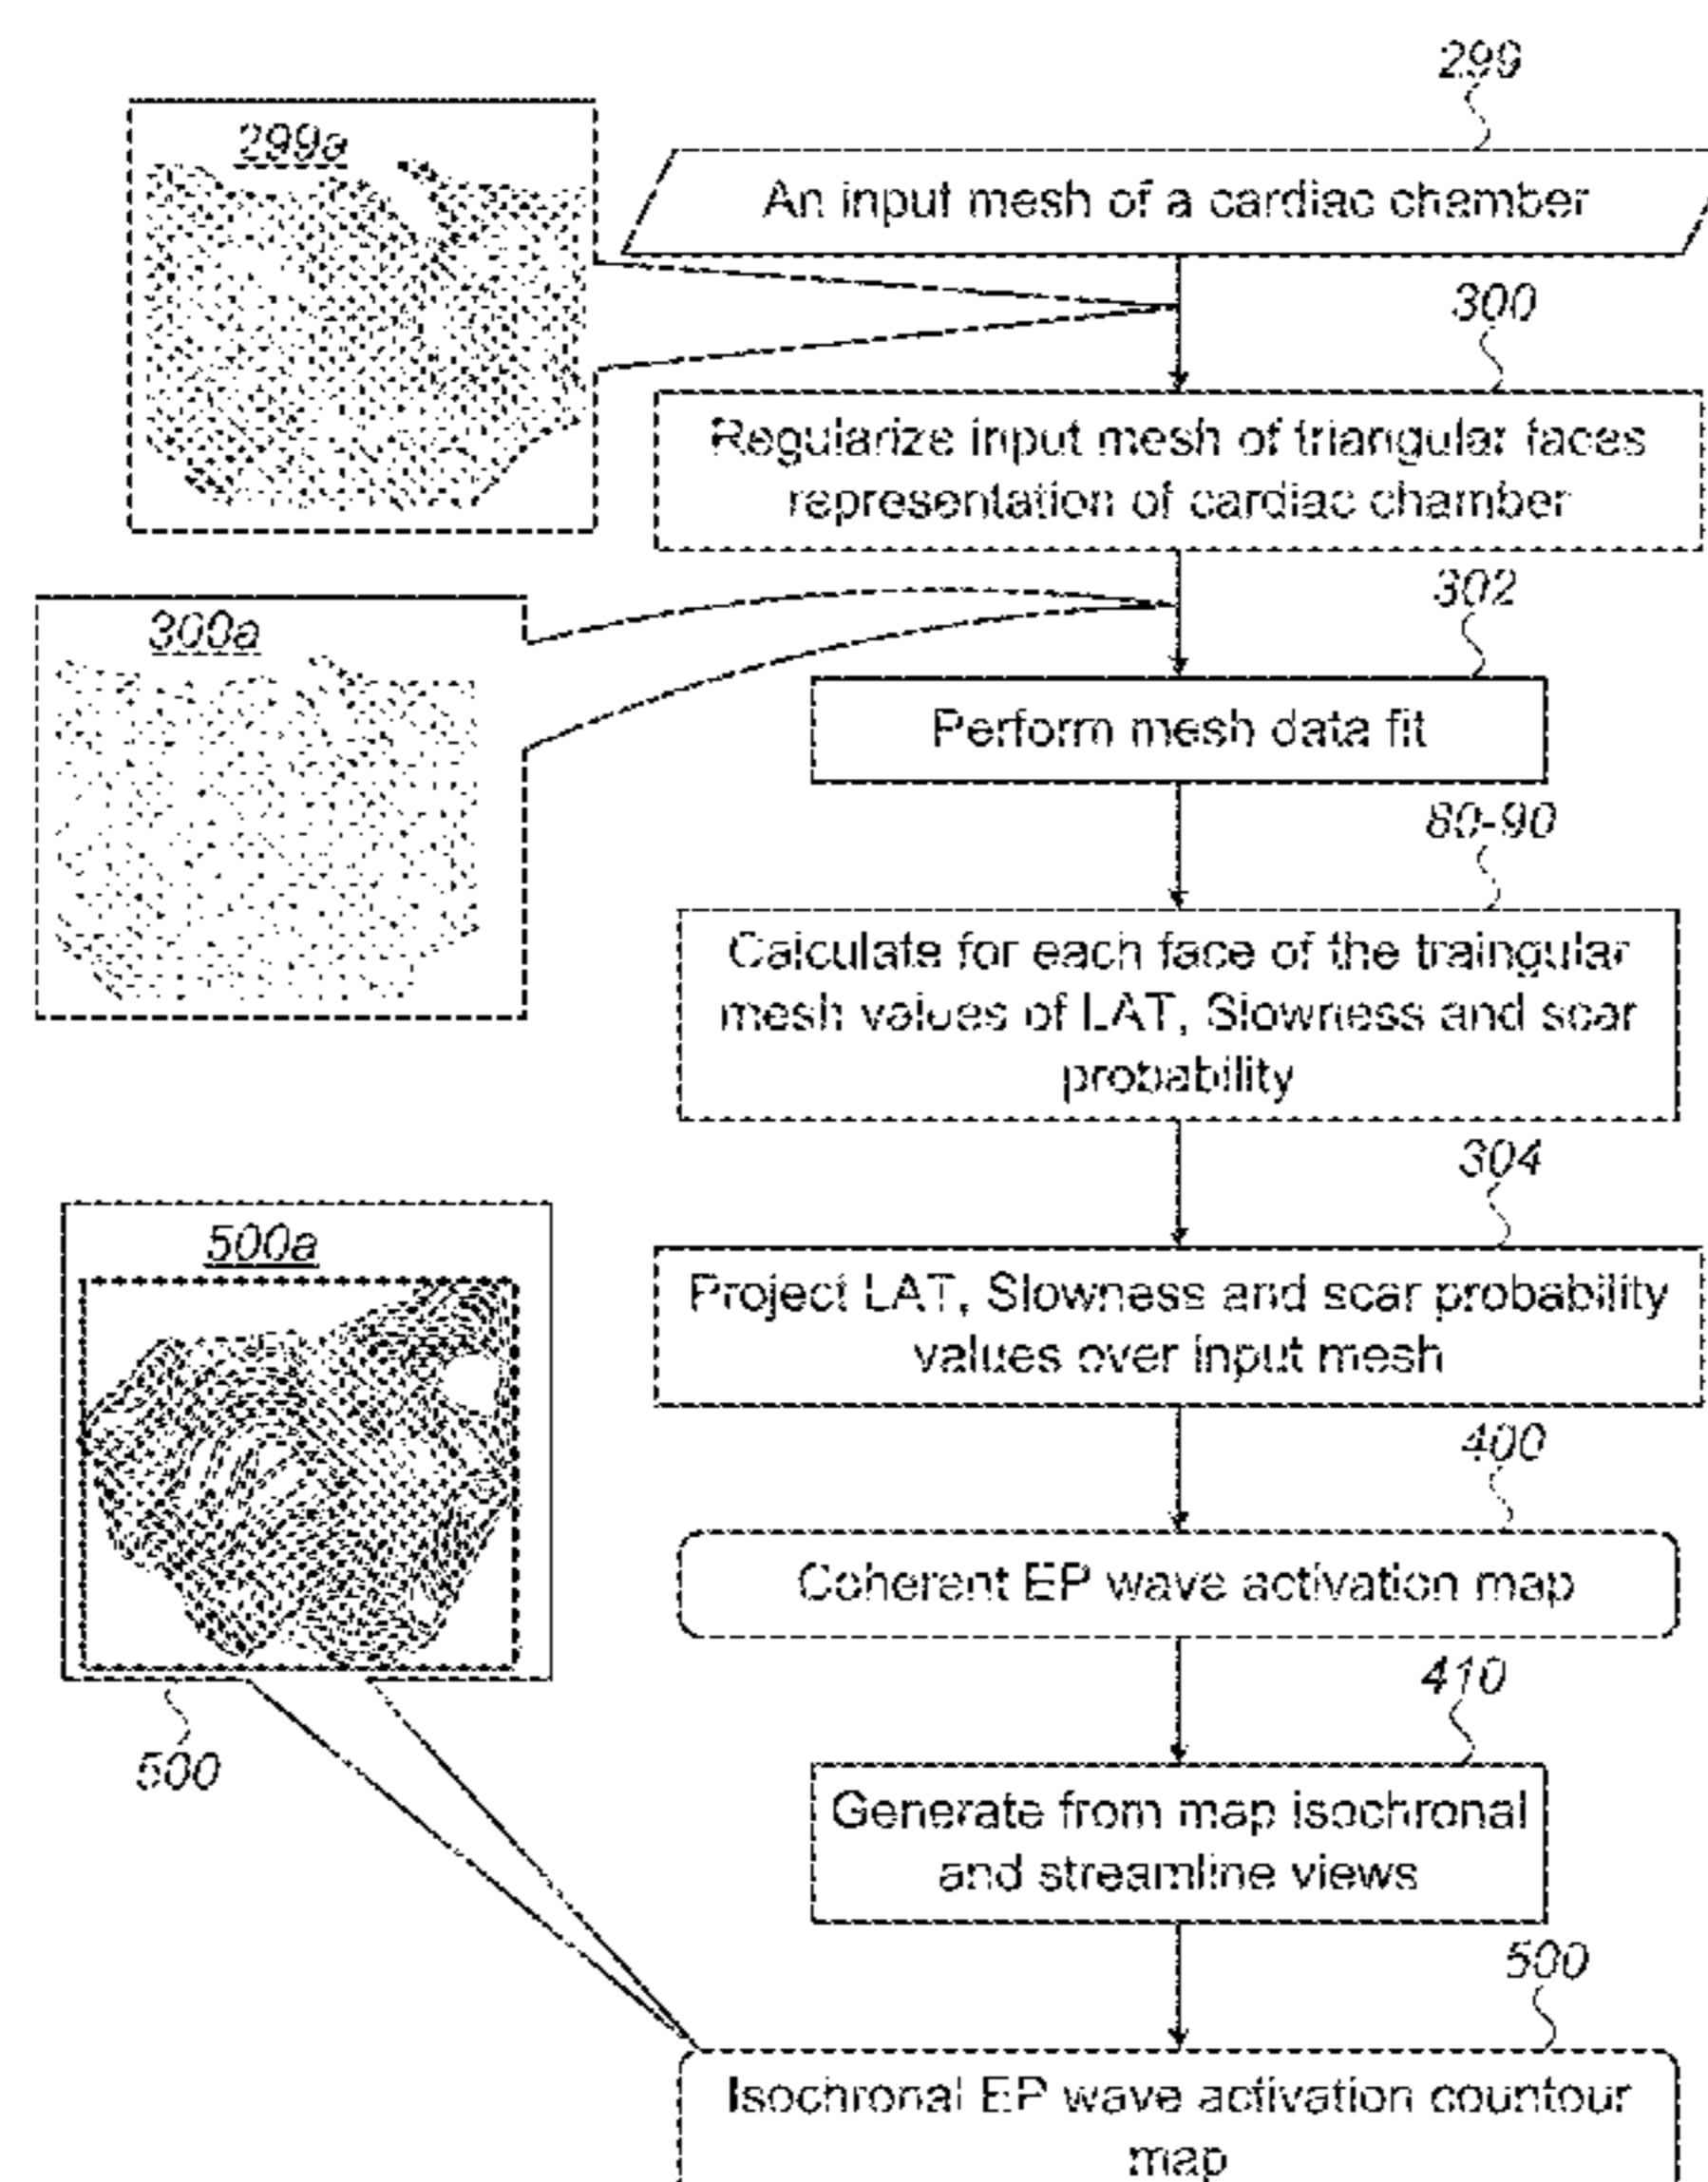 299
299a
An input mesh of a cardiac chamber
300
Regularize input mesh of triangular faces
representation of cardiac chamber
302
300a
Perform mesh data fit
80-90
Calculate for each face of the traingular
mesh values of LAT, Slowness and scar
probability
304
500a
Project LAT, Slowness and scar probability
values over input mesh
400
Coherent EP wave activation map
410
500
Generate from map isochronal
and streamline views
500
Isochronal EP wave activation countour
map